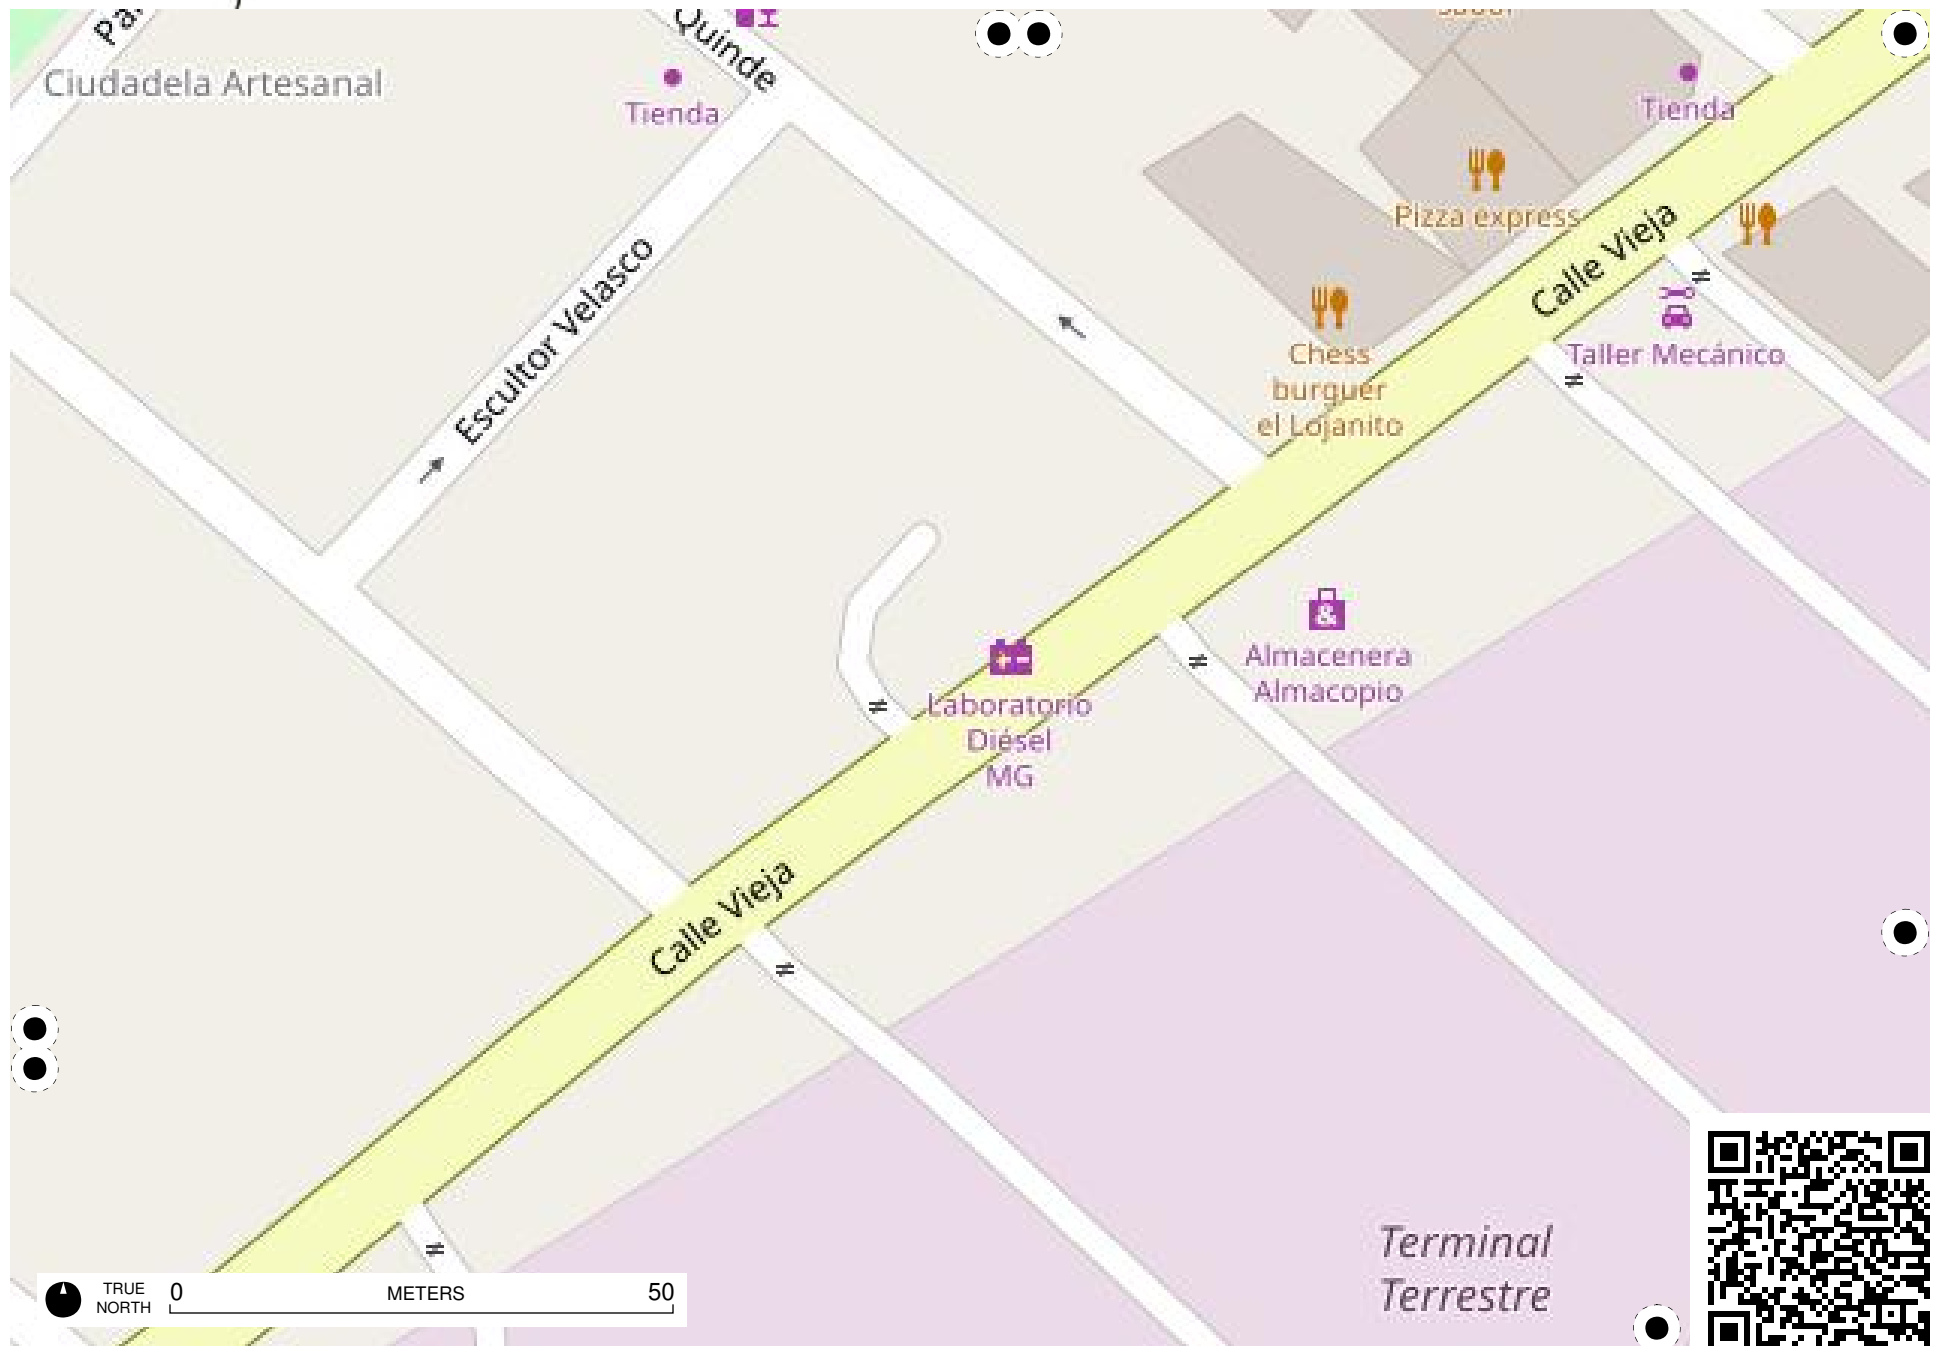 Quinde
Ciudadela Artesanal
Tienda
Tienda
Pizza express
Calle Vieja
Escultor Velasco
Chess
burguer
el Lojanito
Taller Mecánico
Almacenera
Almacopio
Laboratorio
Diésel
MG
Calle Vieja
Terminal
Terrestre
TRUE
NORTH
0
METERS
50